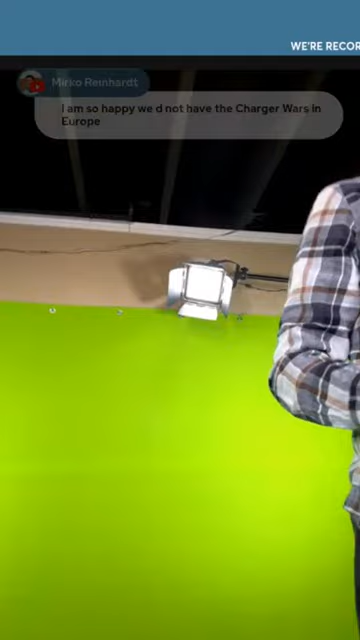 WE'RE RECOR
Mirko Reinhardt
I am so happy we d not have the Charger Wars in
Europe